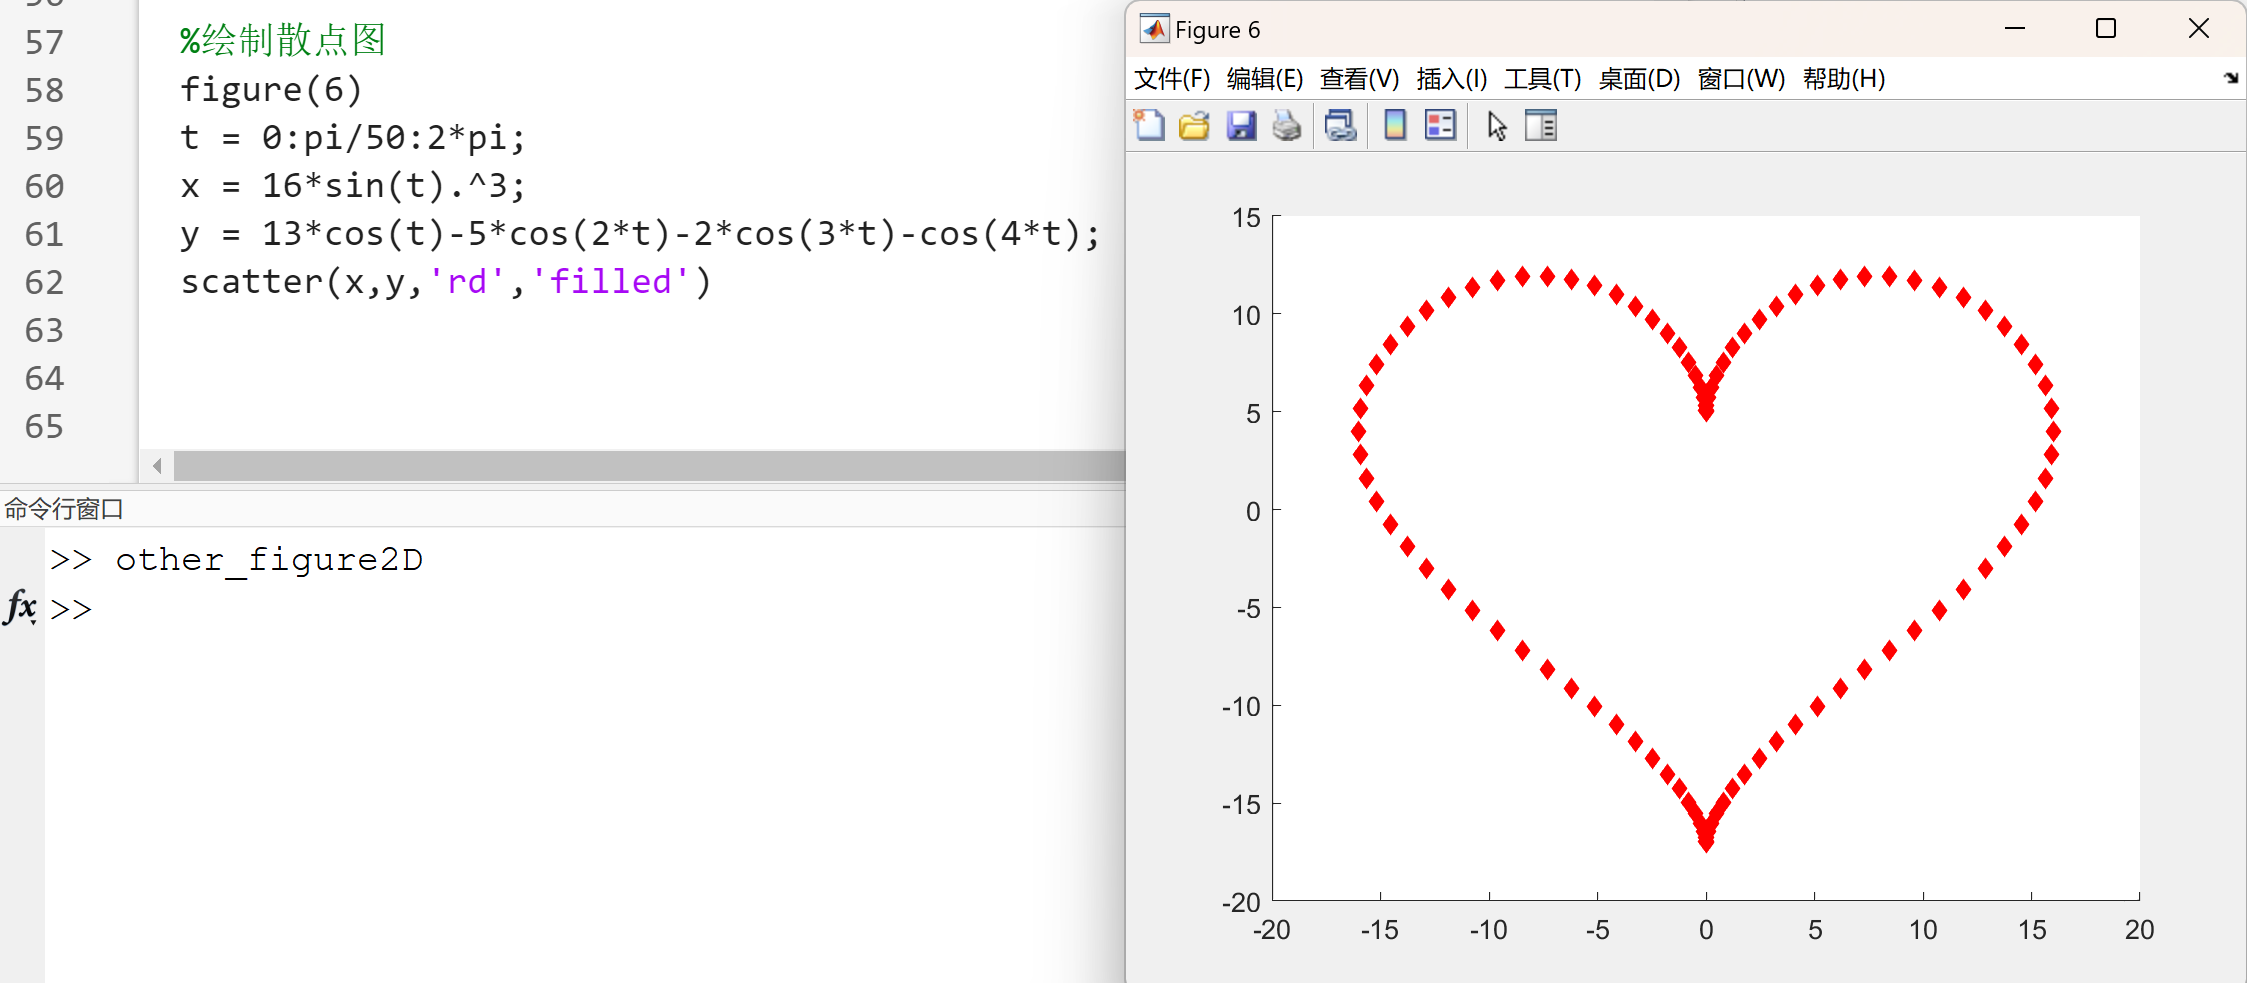 57 %绘制散点图
58 figure(6)
59 t = 0:pi/50:2*pi;
60 x = 16*sin(t).^3;
61 y = 13*cos(t)-5*cos(2*t)-2*cos(3*t)-cos(4*t);
62 scatter(x,y,'rd','filled')
63
64
65
命令行窗口
>> other_figure2D
fx >>
Figure 6
文件(F) 编辑(E) 查看(V) 插入(I) 工具(T) 桌面(D) 窗口(W) 帮助(H)
15
10
5
0
-5
-10
-15
-20
-20 -15 -10 -5 0 5 10 15 20